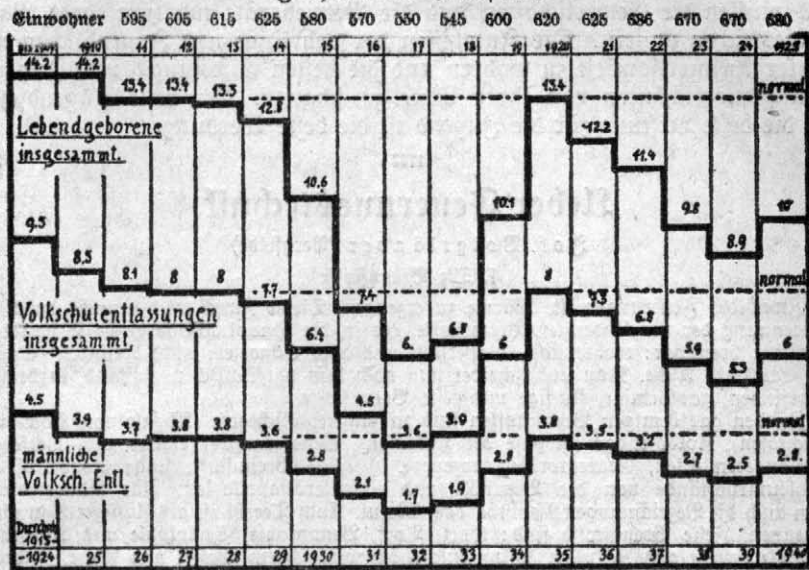 Einwohner 595 605 615 625 580 570 550 545 600 620 625 686 670 670 680
1910 11 12 13 14 15 16 17 18 19 1920 21 22 23 24 1925
14.2 14.2 13,4 13,4 13.3 12.8 10.6 7.4 6. 6.8 10.1 13.4 12.2 11.4 9.8 8.9 10
normal
Lebendgeborene
insgesammt.
9.5 8.5 8.1 8 8 7.7 6.4 4.5 3.6 3.9 6 8 7.3 6.8 5.9 5.3 6
normal
Volkschulentlassungen
insgesammt,
4.5 3.9 3.7 3.8 3.8 3.6 2.8 2.1 1.7 1.9 2.8 3.8 3.5 3.2 2.7 2.5 2.8.
normal
männliche
Volksch. Entl.
Durchsch.
1915
-1924 25 26 27 28 29 1930 31 32 33 34 35 36 37 38 39 1940